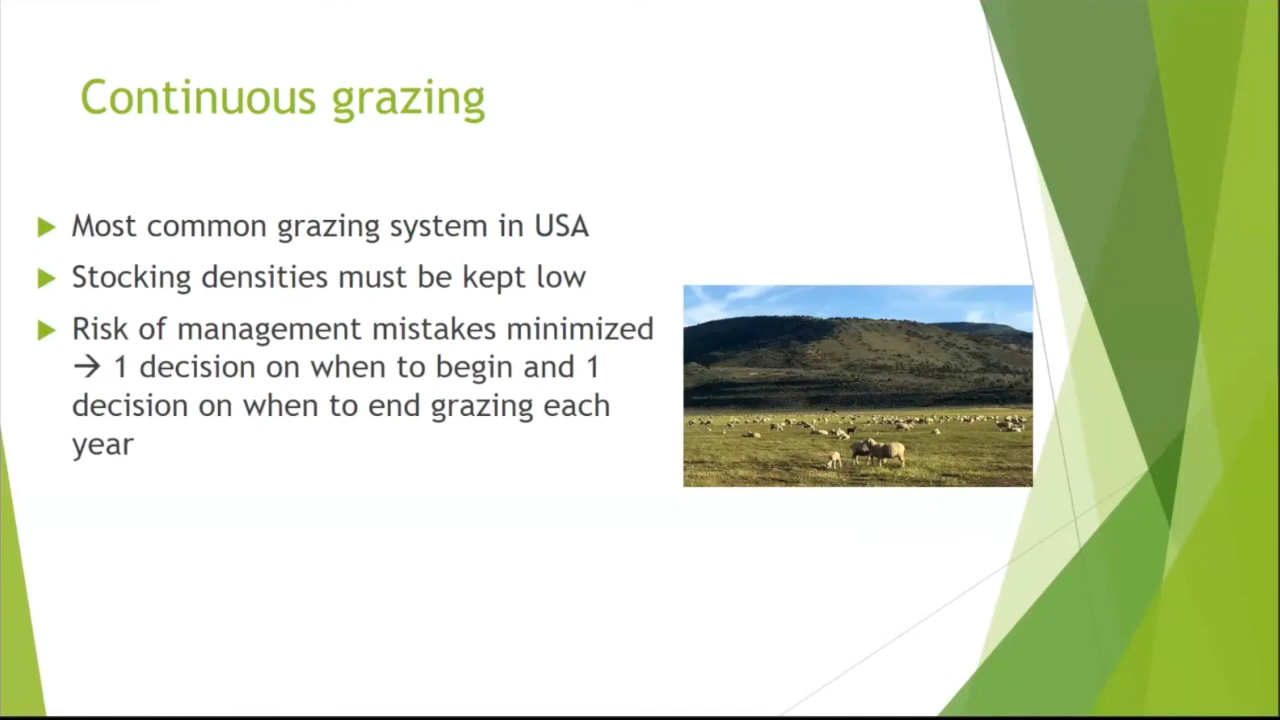 Continuous grazing
Most common grazing system in USA
Stocking densities must be kept low
Risk of management mistakes minimized
→ 1 decision on when to begin and 1
decision on when to end grazing each
year